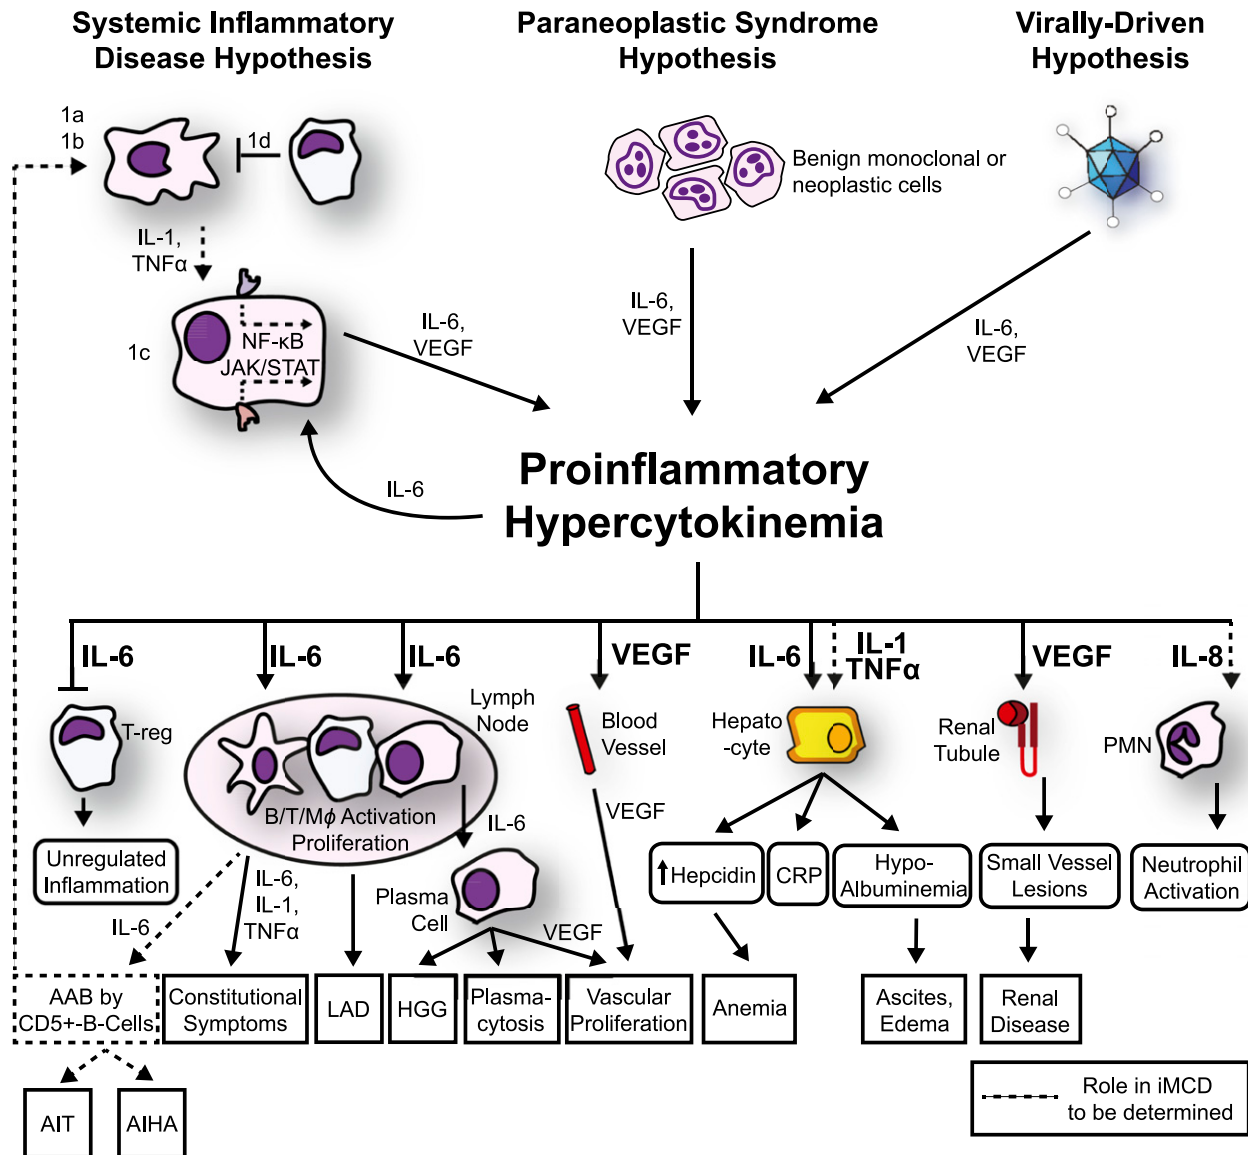 Systemic Inflammatory
Disease Hypothesis
Paraneoplastic Syndrome
Hypothesis
Virally-Driven
Hypothesis
1a
1b
1d
Benign monoclonal or
neoplastic cells
IL-1,
TNFα
1c
NF-κB
JAK/STAT
IL-6,
VEGF
IL-6,
VEGF
IL-6,
VEGF
IL-6
Proinflammatory
Hypercytokinemia
IL-6
IL-6
IL-6
VEGF
IL-6
IL-1
TNFα
VEGF
IL-8
T-reg
Lymph
Node
Blood
Vessel
Hepato
-cyte
Renal
Tubule
PMN
B/T/Mϕ Activation
Proliferation
IL-6
VEGF
Unregulated
Inflammation
Plasma
Cell
Hepcidin
CRP
Hypo-
Albuminemia
Small Vessel
Lesions
Neutrophil
Activation
IL-6
IL-6,
IL-1,
TNFα
VEGF
AAB by
CD5+-B-Cells
Constitutional
Symptoms
LAD
HGG
Plasma-
cytosis
Vascular
Proliferation
Anemia
Ascites,
Edema
Renal
Disease
AIT
AIHA
Role in iMCD
to be determined